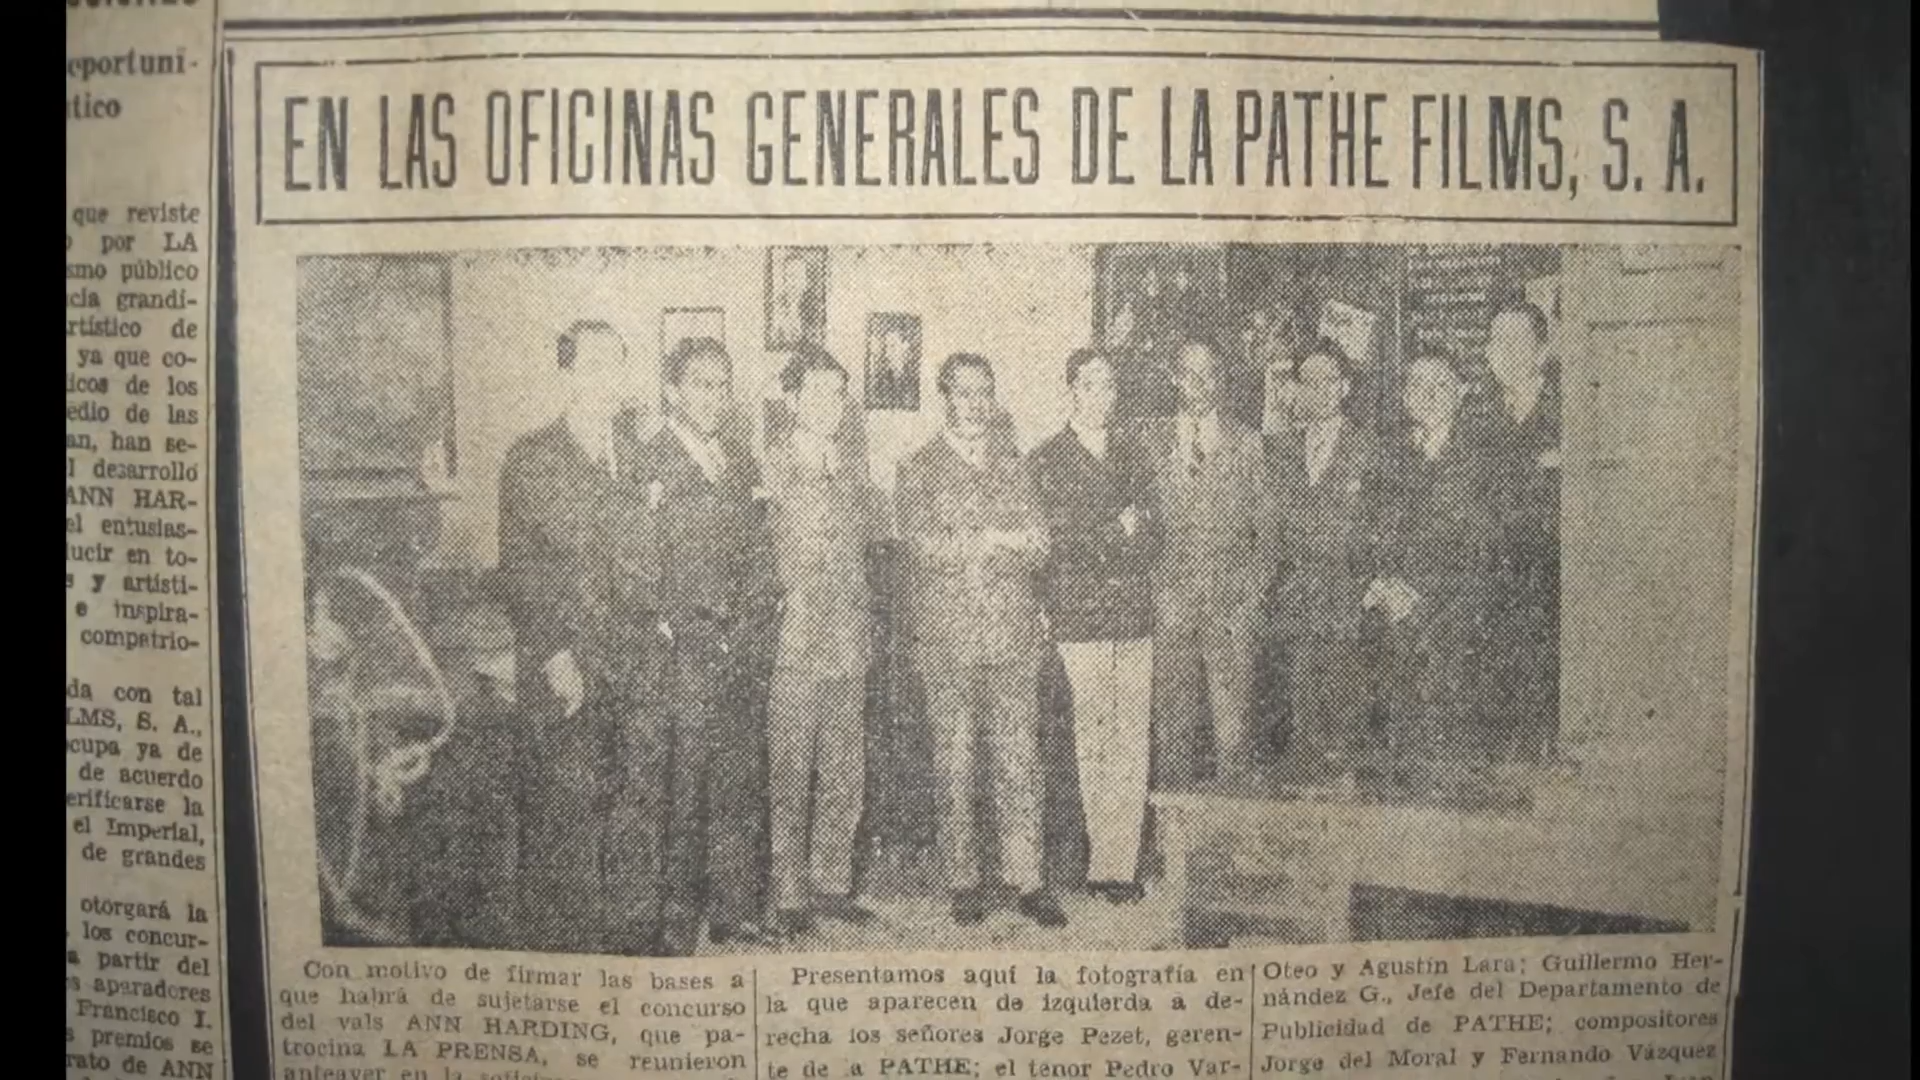 eportuni-
tico
que reviste
por LA
smo público
cia grandí-
rtístico de
ya que co-
icos de los
edio de las
an, han se-
l desarrollo
ANN HAR-
el entusias-
lucir en to-
s y artísti-
e inspira-
compatrio-
da con tal
LMS, S. A.,
cupa ya de
de acuerdo
erificarse la
el Imperial,
de grandes
otorgará la
los concur-
a partir del
s aparadores
Francisco I.
s premios se
rato de ANN
EN LAS OFICINAS GENERALES DE LA PATHE FILMS, S. A.
Con motivo de firmar las bases a
que habrá de sujetarse el concurso
del vals ANN HARDING, que pa-
trocina LA PRENSA, se reunieron
anteayer en la
Presentamos aquí la fotografía en
la que aparecen de izquierda a de-
recha los señores Jorge Pezet, geren-
te de a PATHE; el tenor Pedro Var-
Oteo y Agustín Lara; Guillermo Her-
nández G., Jefe del Departamento de
Publicidad de PATHE; compositores
Jorge del Moral y Fernando Vázquez